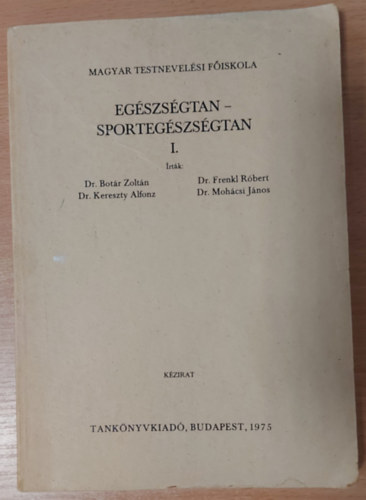 MAGYAR TESTNEVELÉSI FŐISKOLA
EGÉSZSÉGTAN –
SPORTEGÉSZSÉGTAN
I.
Írták:
Dr. Botár Zoltán Dr. Frenkl Róbert
Dr. Kereszty Alfonz Dr. Mohácsi János
KÉZIRAT
TANKÖNYVKIADÓ, BUDAPEST, 1975